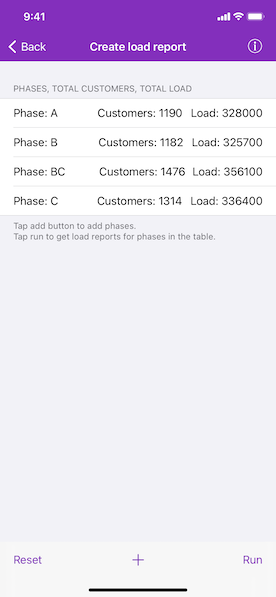 9:41
Back
Create load report
PHASES, TOTAL CUSTOMERS, TOTAL LOAD
Phase: A Customers: 1190 Load: 328000
Phase: B Customers: 1182 Load: 325700
Phase: BC Customers: 1476 Load: 356100
Phase: C Customers: 1314 Load: 336400
Tap add button to add phases.
Tap run to get load reports for phases in the table.
Reset + Run